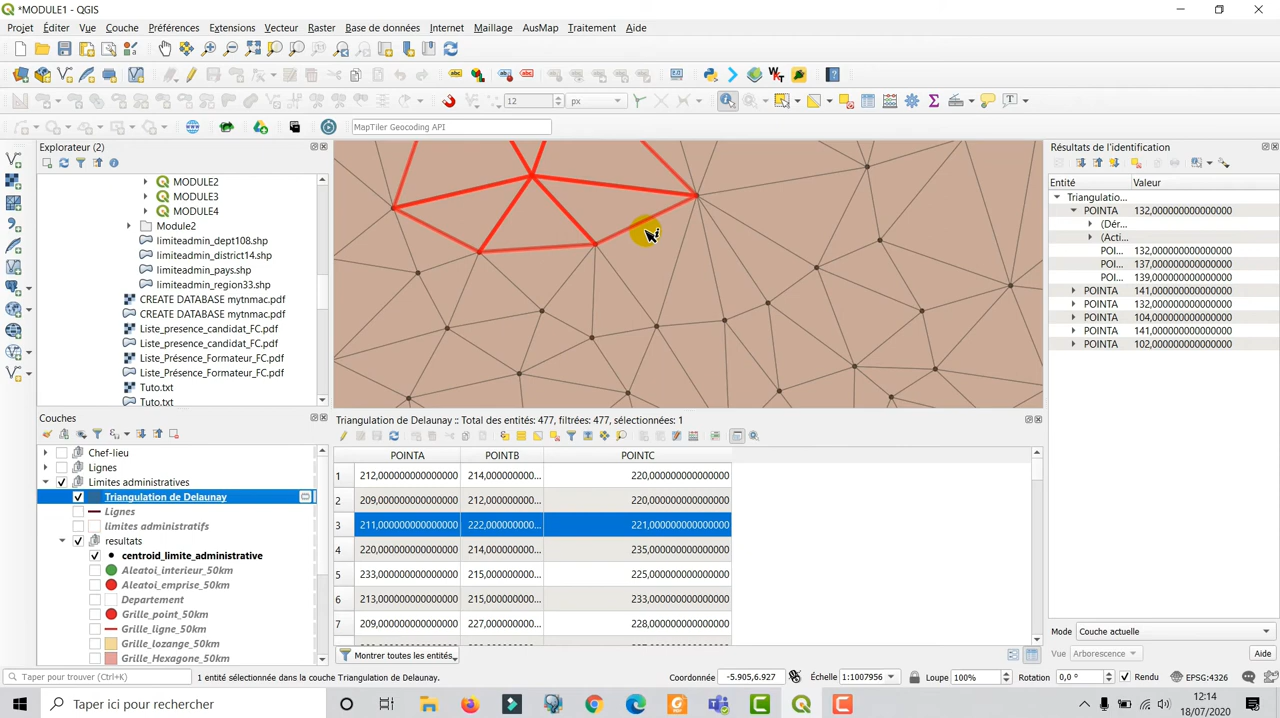 *MODULE1 - QGIS
Projet Éditer Vue Couche Préférences Extensions Vecteur Raster Base de données Internet Maillage AusMap Traitement Aide
12 px
MapTiler Geocoding API
Explorateur (2)
MODULE2
MODULE3
MODULE4
Module2
limiteadmin_dept108.shp
limiteadmin_district14.shp
limiteadmin_pays.shp
limiteadmin_region33.shp
CREATE DATABASE mytnmac.pdf
CREATE DATABASE mytnmac.pdf
Liste_presence_candidat_FC.pdf
Liste_presence_candidat_FC.pdf
Liste_Présence_Formateur_FC.pdf
Liste_Présence_Formateur_FC.pdf
Tuto.txt
Tuto.txt
Couches
Chef-lieu
Lignes
Limites administratives
Triangulation de Delaunay
Lignes
limites administratifs
resultats
centroid_limite_administrative
Aleatoi_interieur_50km
Aleatoi_emprise_50km
Departement
Grille_point_50km
Grille_ligne_50km
Grille_lozange_50km
Grille_Hexagone_50km
Triangulation de Delaunay :: Total des entités: 477, filtrées: 477, sélectionnées: 1
POINTA POINTB POINTC
1 212,000000000000000 214,000000000... 220,000000000000000
2 209,000000000000000 212,000000000... 220,000000000000000
3 211,000000000000000 222,000000000... 221,000000000000000
4 220,000000000000000 214,000000000... 235,000000000000000
5 233,000000000000000 215,000000000... 225,000000000000000
6 213,000000000000000 215,000000000... 233,000000000000000
7 209,000000000000000 227,000000000... 228,000000000000000
Montrer toutes les entités
Résultats de l'identification
Entité Valeur
Triangulatio...
POINTA 132,000000000000000
(Dér...
(Acti...
POI... 132,000000000000000
POI... 137,000000000000000
POI... 139,000000000000000
POINTA 141,000000000000000
POINTA 132,000000000000000
POINTA 104,000000000000000
POINTA 141,000000000000000
POINTA 102,000000000000000
Mode Couche actuelle
Vue Arborescence Aide
Taper pour trouver (Ctrl+K) 1 entité sélectionnée dans la couche Triangulation de Delaunay. Coordonnée -5.905,6.927 Échelle 1:1007956 Loupe 100% Rotation 0,0 ° Rendu EPSG:4326
Taper ici pour rechercher
12:14
18/07/2020